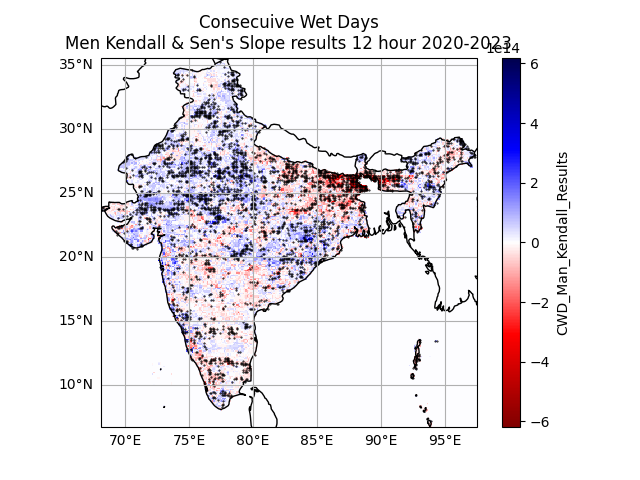 Consecuive Wet Days
Men Kendall & Sen's Slope results 12 hour 2020-2023
1e14
35°N
30°N
25°N
20°N
15°N
10°N
70°E
75°E
80°E
85°E
90°E
95°E
6
4
2
0
−2
−4
−6
CWD_Man_Kendall_Results